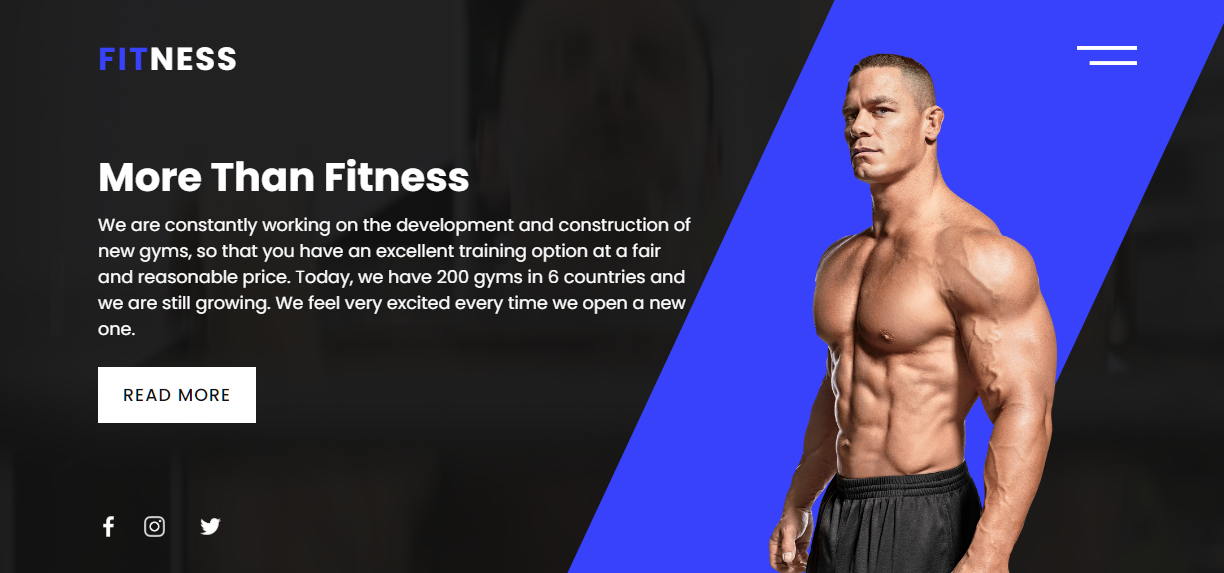 FITNESS
More Than Fitness
We are constantly working on the development and construction of
new gyms, so that you have an excellent training option at a fair
and reasonable price. Today, we have 200 gyms in 6 countries and
we are still growing. We feel very excited every time we open a new
one.
READ MORE